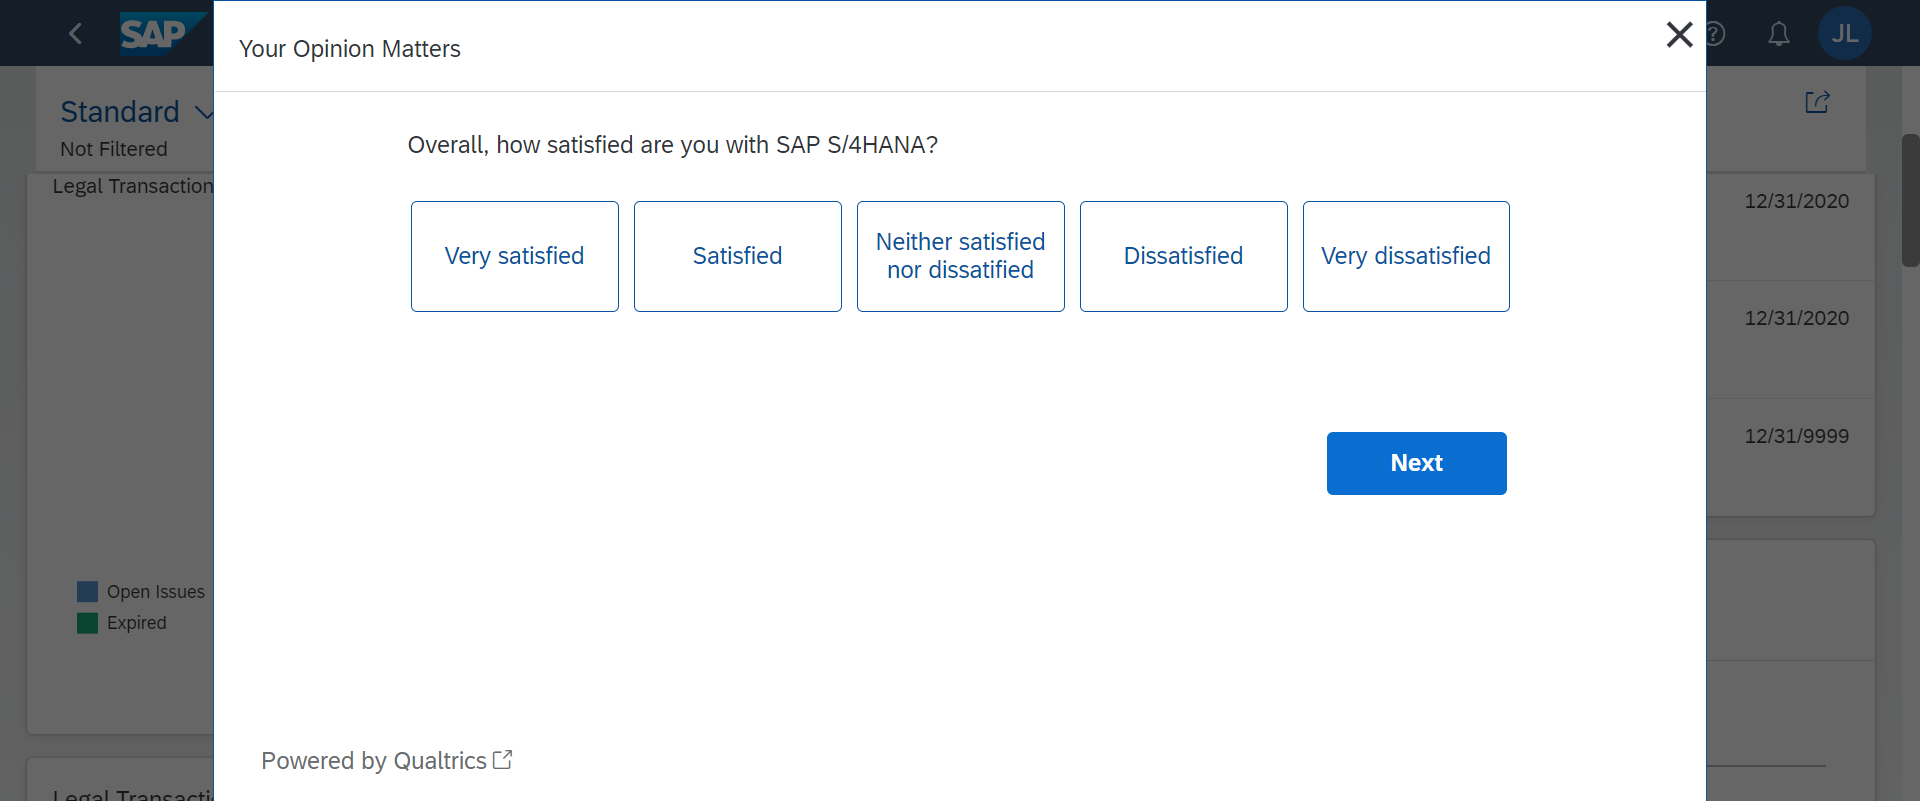 SAP
Your Opinion Matters
?
JL
Standard
Not Filtered
Legal Transaction
Overall, how satisfied are you with SAP S/4HANA?
Very satisfied
Satisfied
Neither satisfied
nor dissatified
Dissatisfied
Very dissatisfied
12/31/2020
12/31/2020
12/31/9999
Next
Open Issues
Expired
Powered by Qualtrics
Legal Transacti